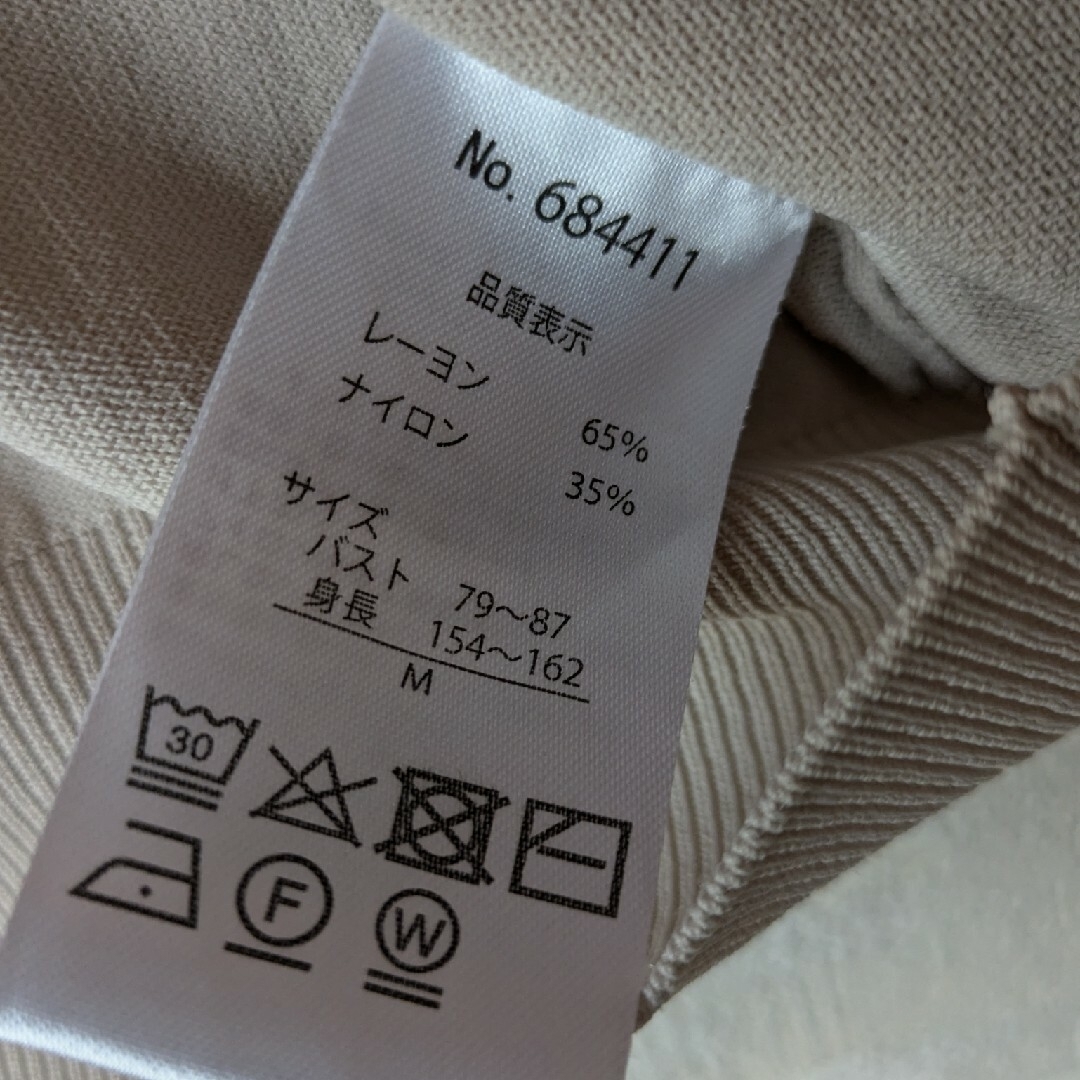 No. 684411
品質表示
レーヨン 65%
ナイロン 35%
サイズ
バスト 79〜87
身長 154〜162
M
30
F
W